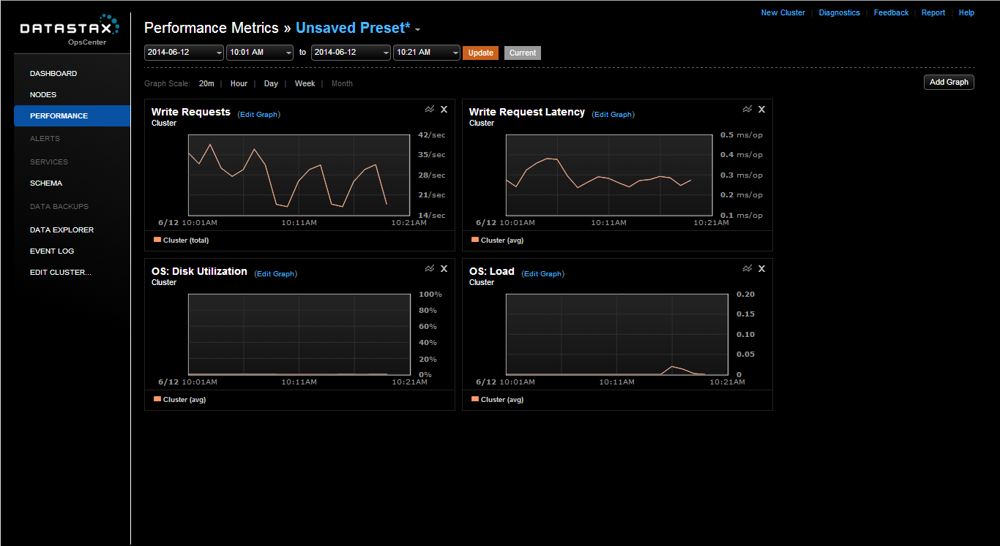 New Cluster | Diagnostics | Feedback | Report | Help
DATASTAX
OpsCenter
Performance Metrics » Unsaved Preset*
2014-06-12 10:01 AM to 2014-06-12 10:21 AM Update Current
DASHBOARD
NODES
PERFORMANCE
ALERTS
SERVICES
SCHEMA
DATA BACKUPS
DATA EXPLORER
EVENT LOG
EDIT CLUSTER...
Graph Scale: 20m | Hour | Day | Week | Month
Add Graph
Write Requests (Edit Graph) X
Cluster
42/sec
35/sec
28/sec
21/sec
14/sec
6/12 10:01AM 10:11AM 10:21AM
Cluster (total)
Write Request Latency (Edit Graph) X
Cluster
0.5 ms/op
0.4 ms/op
0.3 ms/op
0.2 ms/op
0.1 ms/op
6/12 10:01AM 10:11AM 10:21AM
Cluster (avg)
OS: Disk Utilization (Edit Graph) X
Cluster
100%
80%
60%
40%
20%
0%
6/12 10:01AM 10:11AM 10:21AM
Cluster (avg)
OS: Load (Edit Graph) X
Cluster
0.20
0.15
0.10
0.05
0
6/12 10:01AM 10:11AM 10:21AM
Cluster (avg)